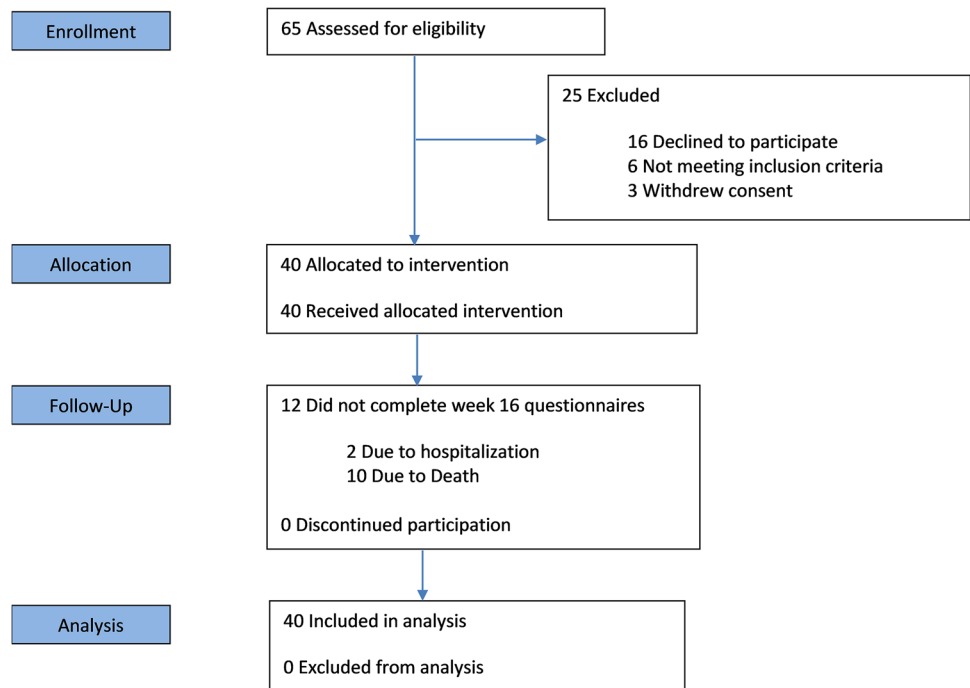 Enrollment
65 Assessed for eligibility
25 Excluded
16 Declined to participate
6 Not meeting inclusion criteria
3 Withdrew consent
Allocation
40 Allocated to intervention
40 Received allocated intervention
Follow-Up
12 Did not complete week 16 questionnaires
2 Due to hospitalization
10 Due to Death
0 Discontinued participation
Analysis
40 Included in analysis
0 Excluded from analysis